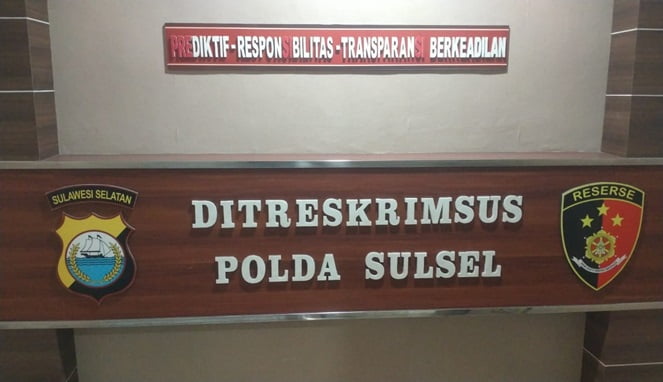 PREDIKTIF - RESPONSIBILITAS - TRANSPARANSI BERKEADILAN
SULAWESI SELATAN
DITRESKRIMSUS
POLDA SULSEL
RESERSE